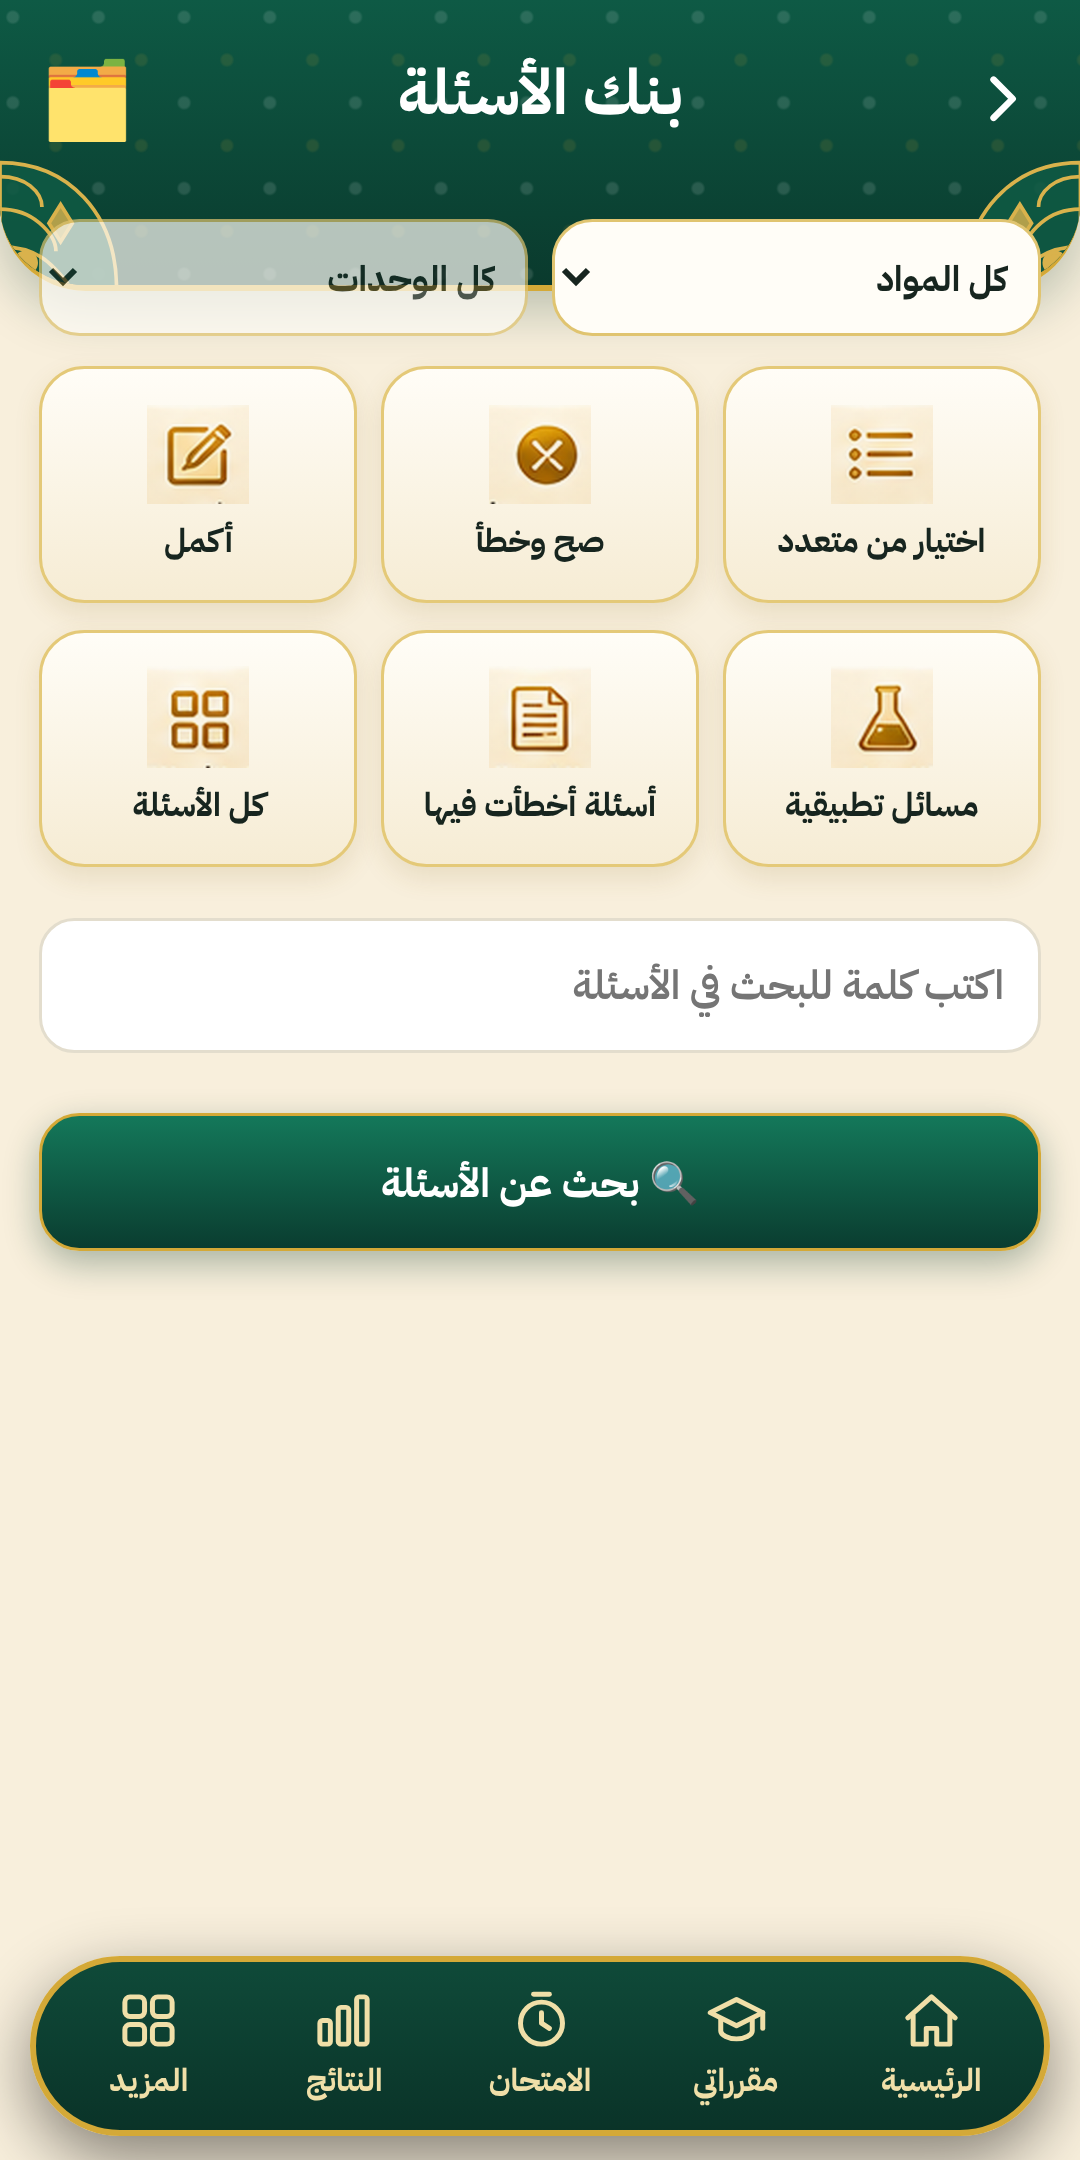 بنك الأسئلة
كل المواد
كل الوحدات
اختيار من متعدد
صح وخطأ
أكمل
مسائل تطبيقية
أسئلة أخطأت فيها
كل الأسئلة
اكتب كلمة للبحث في الأسئلة
بحث عن الأسئلة
الرئيسية
مقرراتي
الامتحان
النتائج
المزيد